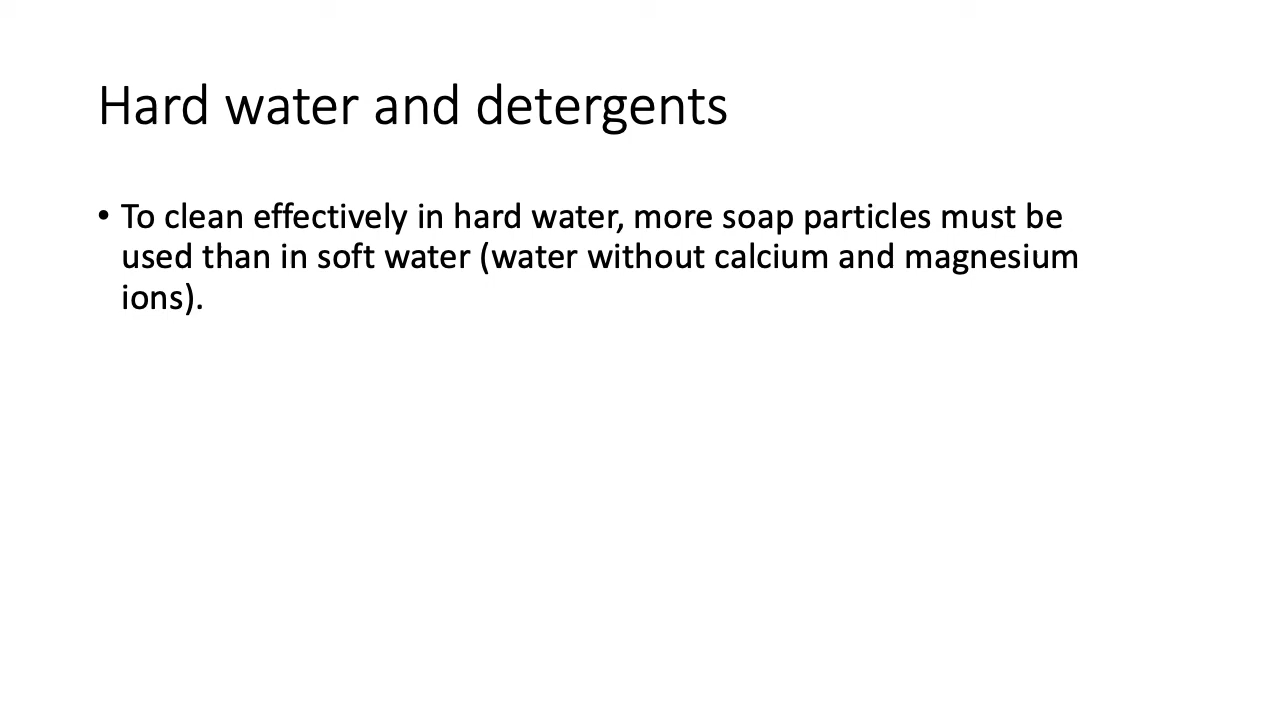 Hard water and detergents
• To clean effectively in hard water, more soap particles must be
used than in soft water (water without calcium and magnesium
ions).